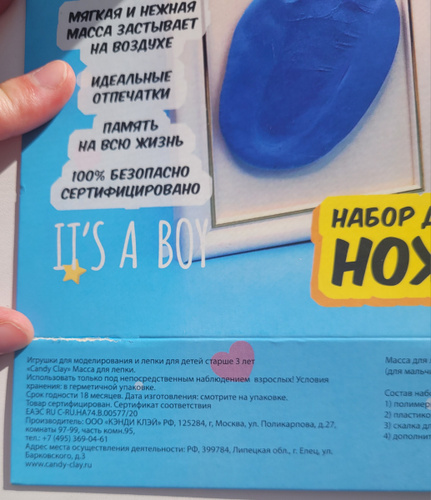 МЯГКАЯ И НЕЖНАЯ
МАССА ЗАСТЫВАЕТ
НА ВОЗДУХЕ
ИДЕАЛЬНЫЕ
ОТПЕЧАТКИ
ПАМЯТЬ
НА ВСЮ ЖИЗНЬ
100% БЕЗОПАСНО
СЕРТИФИЦИРОВАНО
IT'S A BOY
НАБОР
Игрушки для моделирования и лепки для детей старше 3 лет
«Candy Clay» Масса для лепки.
Использовать только под непосредственным наблюдением взрослых! Условия
хранения: в герметичной упаковке.
Срок годности 18 месяцев. Дата изготовления: смотрите на упаковке.
Товар сертифицирован. Сертификат соответствия
ЕАЭС RU C-RU.HA74.B.00577/20
Производитель: ООО «КЭНДИ КЛЭЙ» РФ, 125284, г, Москва, ул. Поликарпова, д.27,
комнаты 97-99, часть комн.95,
тел.: +7 (495) 369-04-61
Адрес места осуществления деятельности: РФ, 399784, Липецкая обл., г. Елец, ул.
Барковского, д.3
www.candy-clay.ru
Масса для
(для мальчи
Состав наб
1) полимер
2) пластико
3) скалка д
4) дополнит